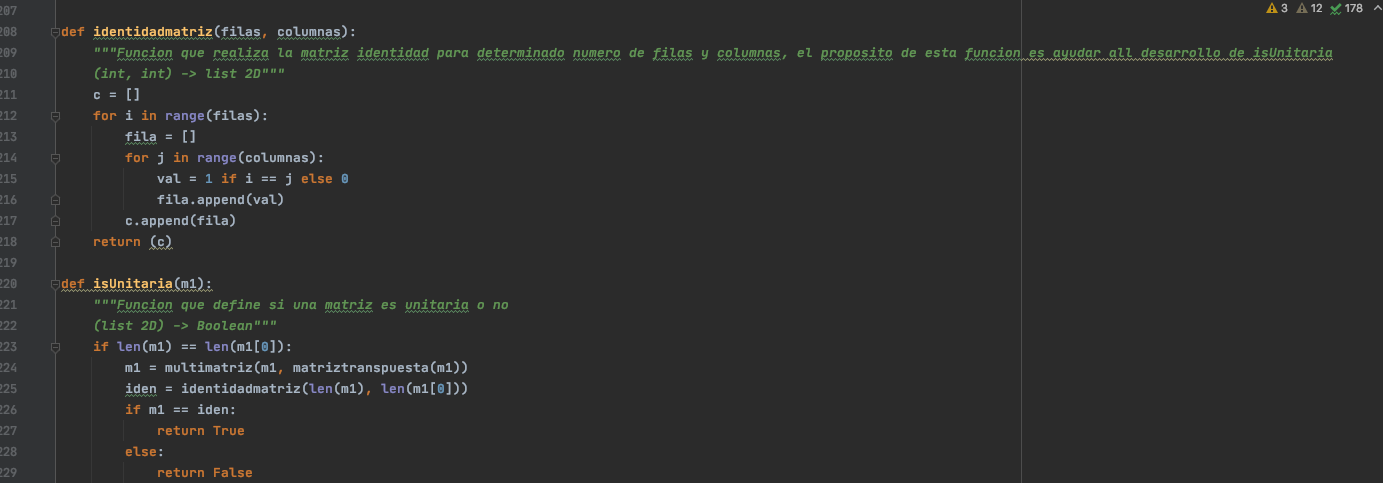 207
⚠ 3 ⚠ 12 ✓ 178
208 def identidadmatriz(filas, columnas):
209     """Funcion que realiza la matriz identidad para determinado numero de filas y columnas, el proposito de esta funcion es ayudar all desarrollo de isUnitaria
210     (int, int) -> list 2D"""
211     c = []
212     for i in range(filas):
213         fila = []
214         for j in range(columnas):
215             val = 1 if i == j else 0
216             fila.append(val)
217         c.append(fila)
218     return (c)
219
220 def isUnitaria(m1):
221     """Funcion que define si una matriz es unitaria o no
222     (list 2D) -> Boolean"""
223     if len(m1) == len(m1[0]):
224         m1 = multimatriz(m1, matriztranspuesta(m1))
225         iden = identidadmatriz(len(m1), len(m1[0]))
226         if m1 == iden:
227             return True
228         else:
229             return False